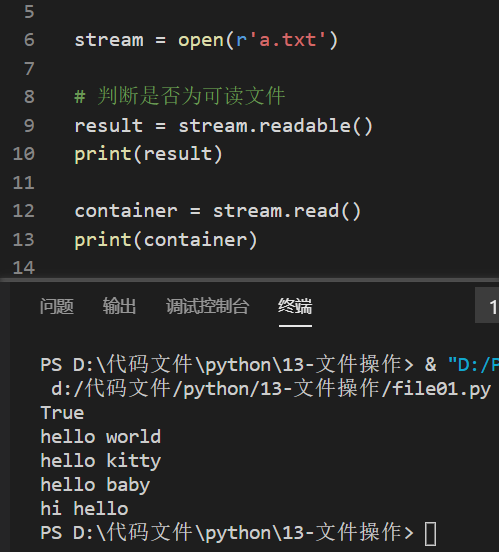 5
6 stream = open(r'a.txt')
7
8 # 判断是否为可读文件
9 result = stream.readable()
10 print(result)
11
12 container = stream.read()
13 print(container)
14
问题 输出 调试控制台 终端 1
PS D:\代码文件\python\13-文件操作> & "D:/P
d:/代码文件/python/13-文件操作/file01.py
True
hello world
hello kitty
hello baby
hi hello
PS D:\代码文件\python\13-文件操作>